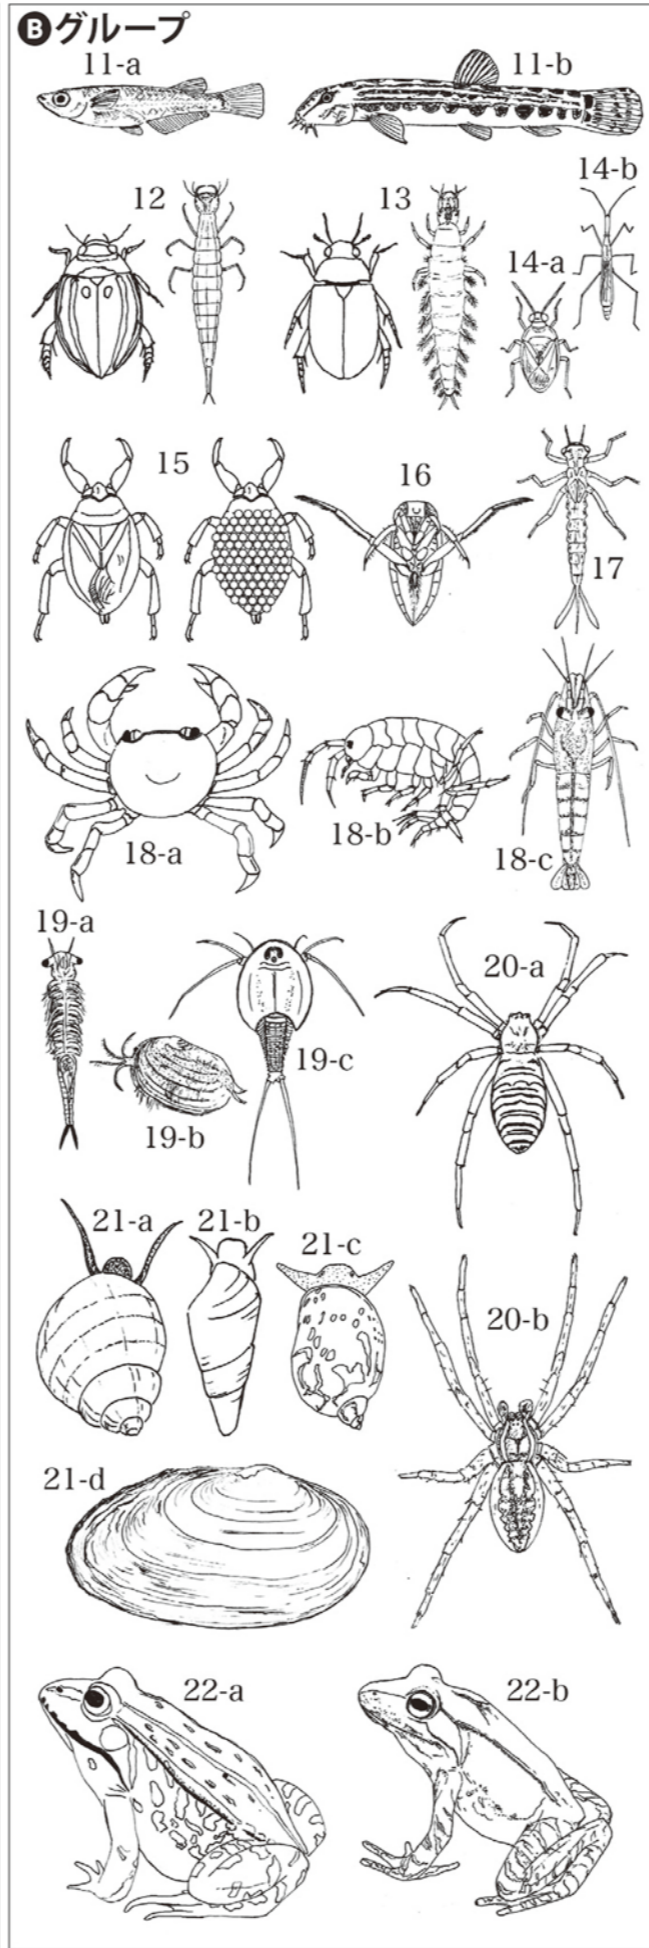 Bグループ
11-a
11-b
12
13
14-b
14-a
15
16
17
18-a
18-b
18-c
19-a
19-b
19-c
20-a
21-a
21-b
21-c
20-b
21-d
22-a
22-b